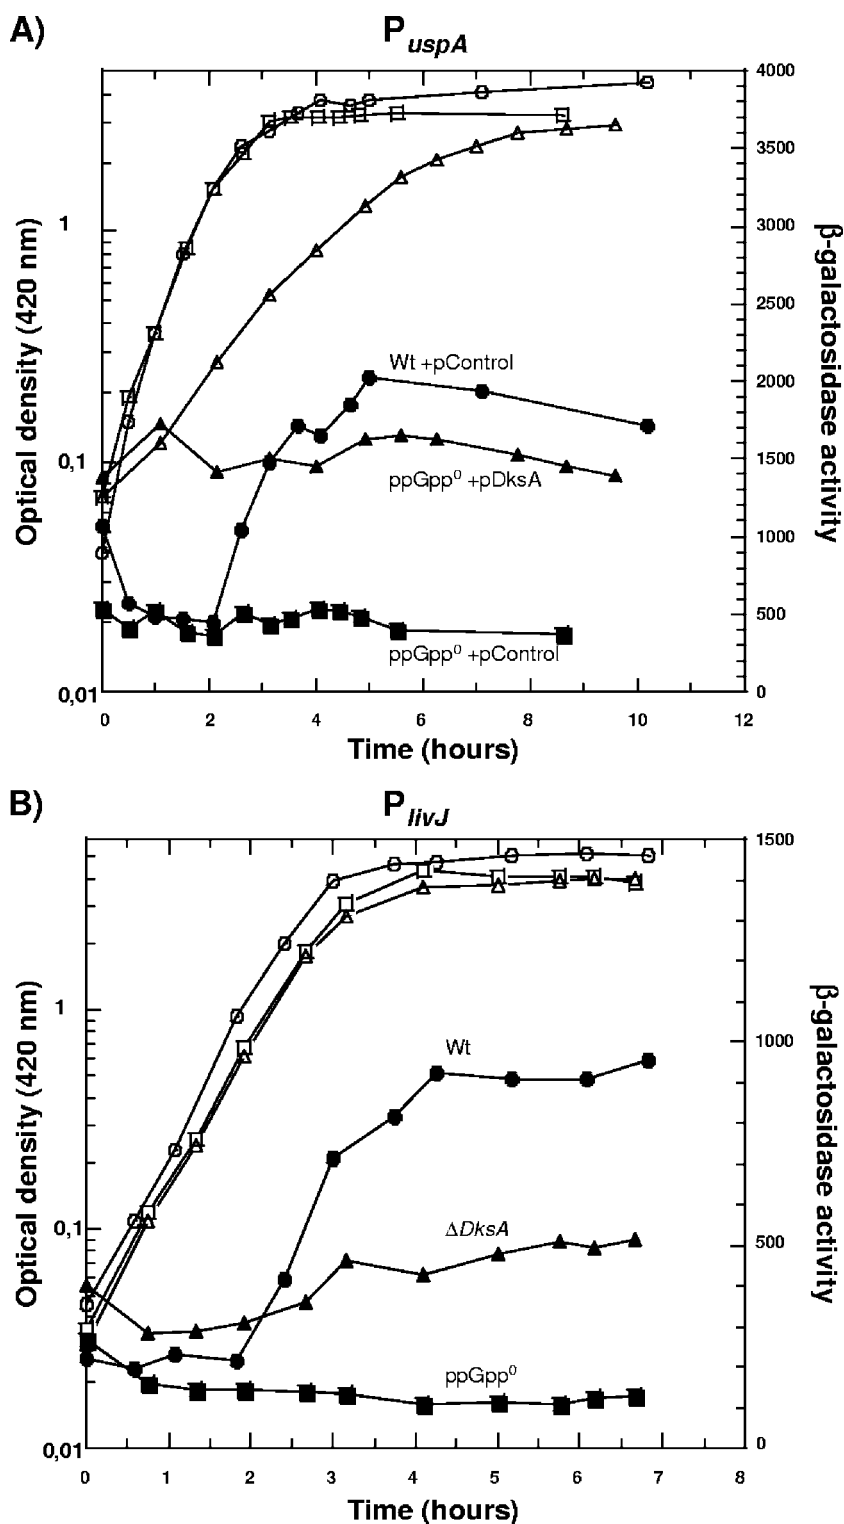 A)
P uspA
Optical density (420 nm)
1
0,1
0,01
4000
3500
3000
2500
2000
1500
1000
500
0
β-galactosidase activity
Wt +pControl
ppGpp⁰ +pDksA
ppGpp⁰ +pControl
0 2 4 6 8 10 12
Time (hours)
B)
P livJ
Optical density (420 nm)
1
0,1
0,01
1500
1000
500
0
β-galactosidase activity
Wt
ΔDksA
ppGpp⁰
0 1 2 3 4 5 6 7 8
Time (hours)